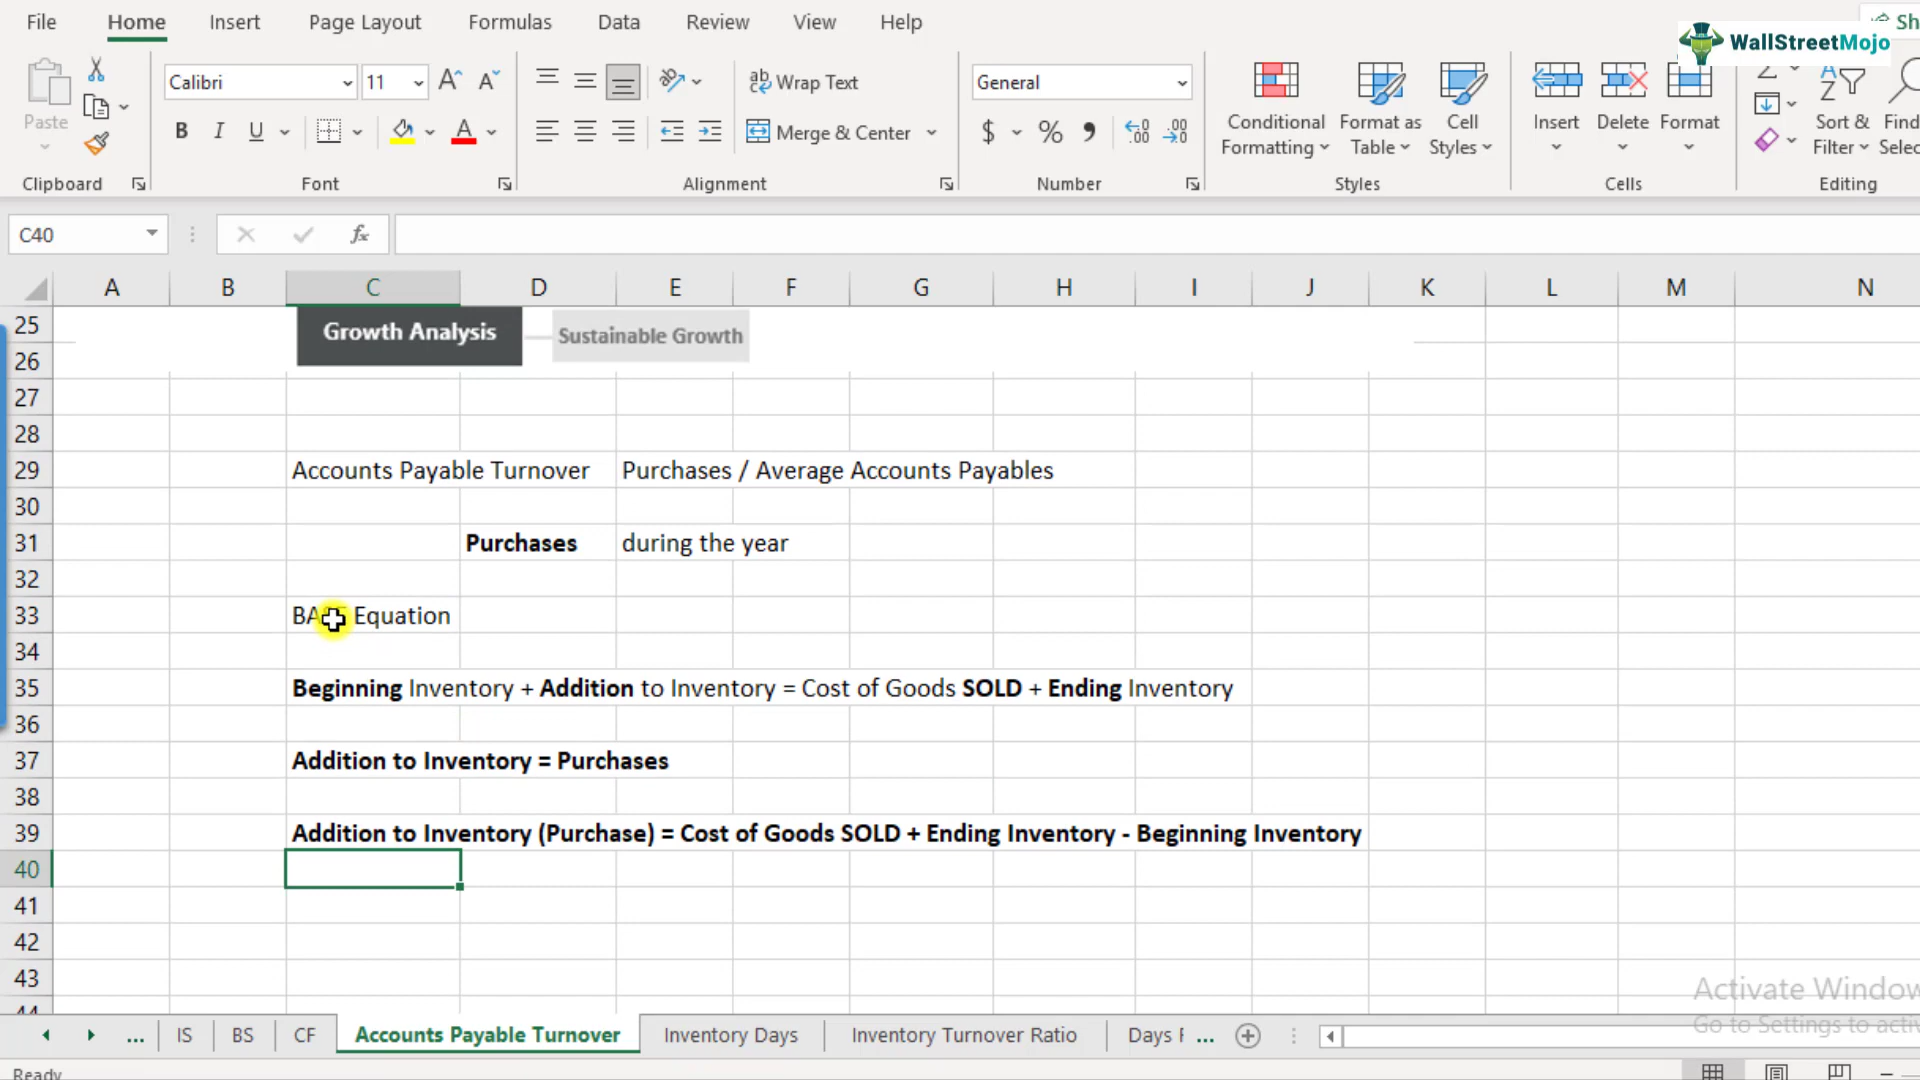 File Home Insert Page Layout Formulas Data Review View Help
WallStreetMojo
Paste
Calibri 11
Wrap Text
General
Merge & Center
Conditional Formatting
Format as Table
Cell Styles
Insert
Delete
Format
Sort & Filter
Clipboard Font Alignment Number Styles Cells Editing
C40
A B C D E F G H I J K L M N
25 Growth Analysis Sustainable Growth
26
27
28
29 Accounts Payable Turnover Purchases / Average Accounts Payables
30
31 Purchases during the year
32
33 Equation
34
35 Beginning Inventory + Addition to Inventory = Cost of Goods SOLD + Ending Inventory
36
37 Addition to Inventory = Purchases
38
39 Addition to Inventory (Purchase) = Cost of Goods SOLD + Ending Inventory - Beginning Inventory
40
41
42
43
Activate
Go to Settings to
... IS BS CF Accounts Payable Turnover Inventory Days Inventory Turnover Ratio Days ...
Ready